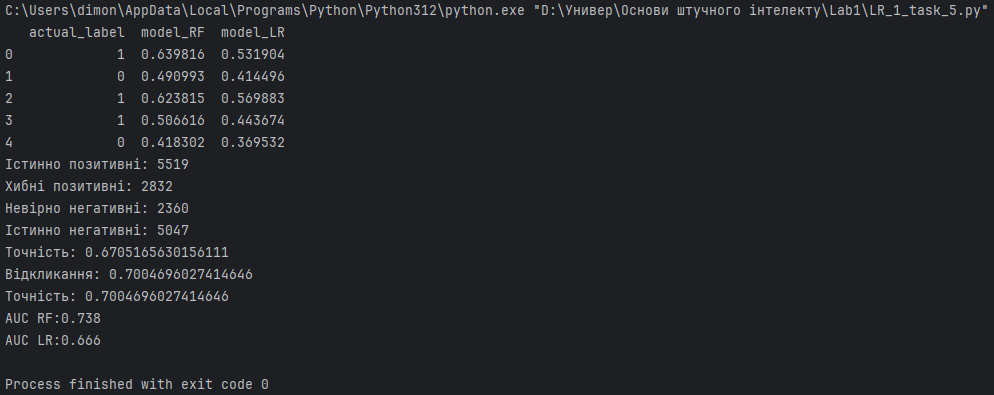 C:\Users\dimon\AppData\Local\Programs\Python\Python312\python.exe "D:\Универ\Основи штучного інтелекту\Lab1\LR_1_task_5.py"
   actual_label  model_RF  model_LR
0             1  0.639816  0.531904
1             0  0.490993  0.414496
2             1  0.623815  0.569883
3             1  0.506616  0.443674
4             0  0.418302  0.369532
Істинно позитивні: 5519
Хибні позитивні: 2832
Невірно негативні: 2360
Істинно негативні: 5047
Точність: 0.6705165630156111
Відкликання: 0.7004696027414646
Точність: 0.7004696027414646
AUC RF:0.738
AUC LR:0.666
Process finished with exit code 0